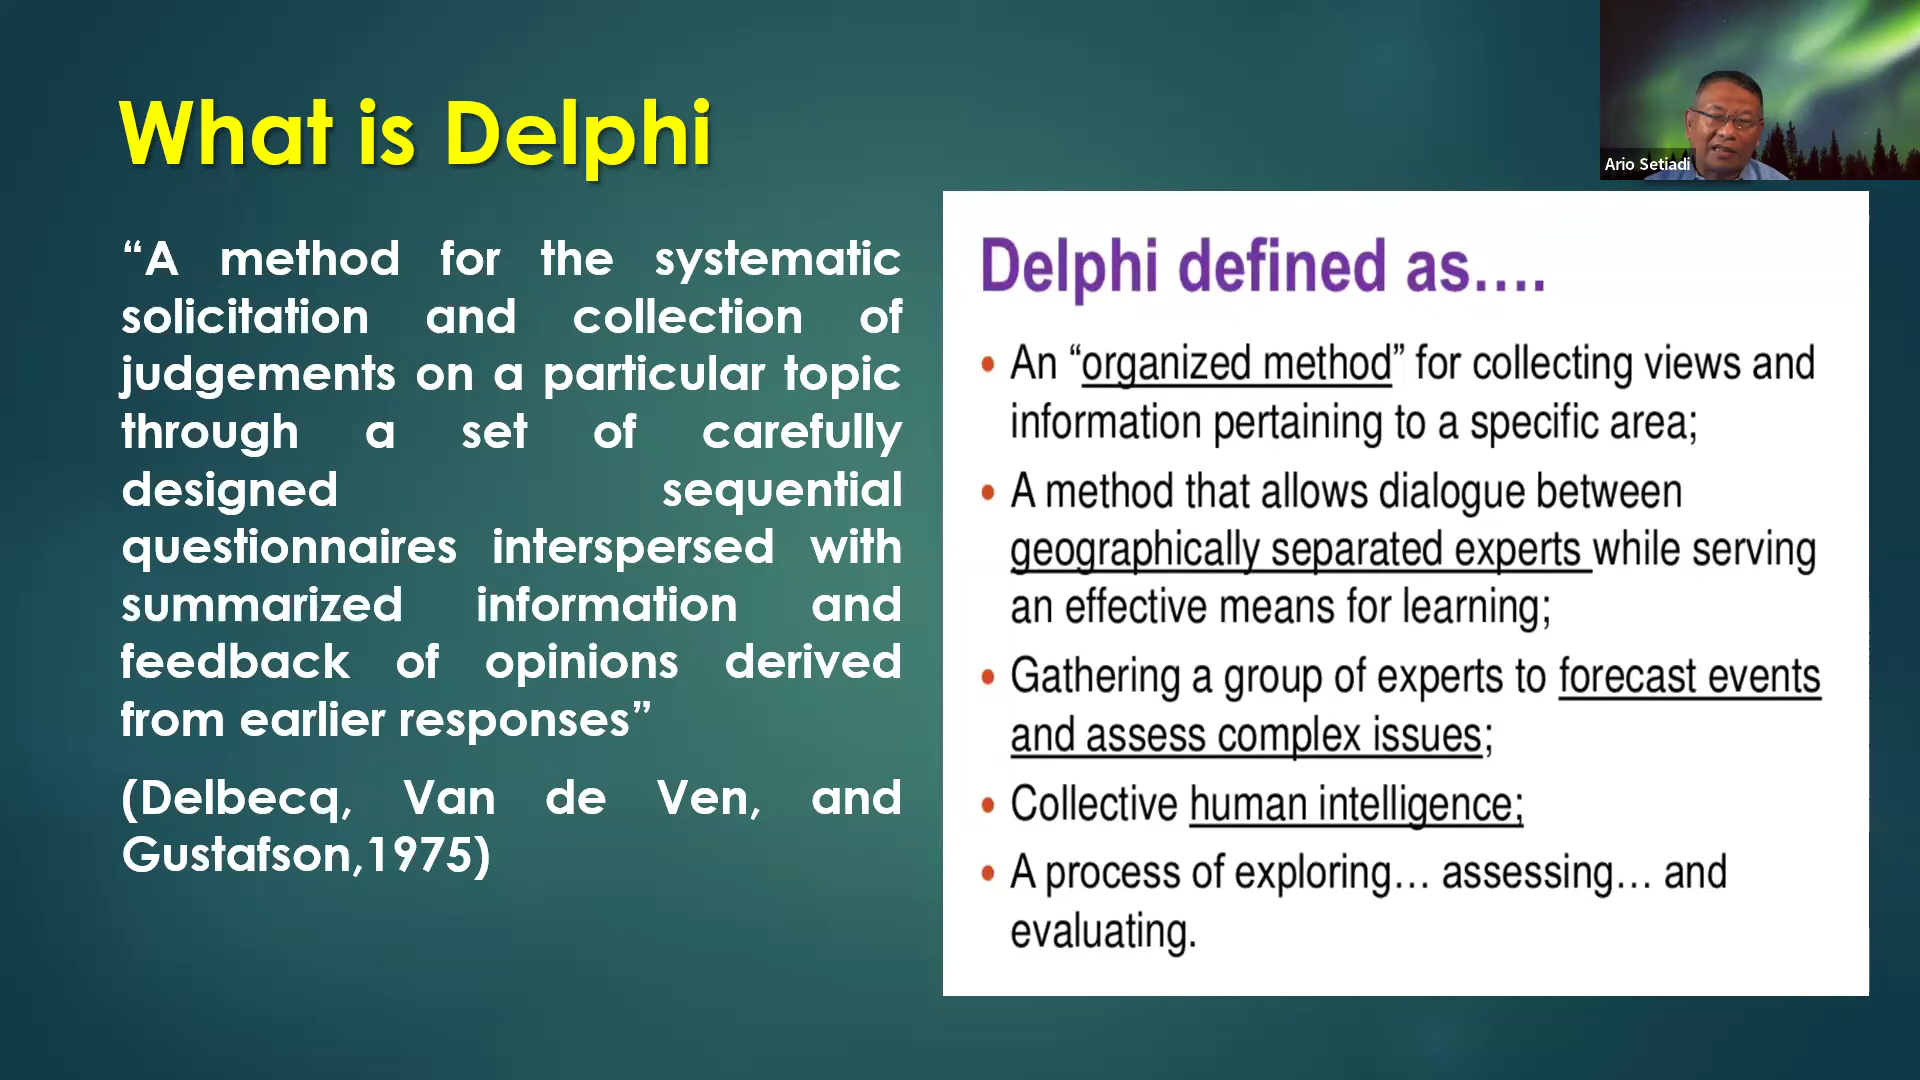 What is Delphi
“A method for the systematic
solicitation and collection of
judgements on a particular topic
through a set of carefully
designed sequential
questionnaires interspersed with
summarized information and
feedback of opinions derived
from earlier responses”
(Delbecq, Van de Ven, and
Gustafson,1975)
Ario Setiadi
Delphi defined as….
• An “organized method” for collecting views and
information pertaining to a specific area;
• A method that allows dialogue between
geographically separated experts while serving
an effective means for learning;
• Gathering a group of experts to forecast events
and assess complex issues;
• Collective human intelligence;
• A process of exploring… assessing… and
evaluating.